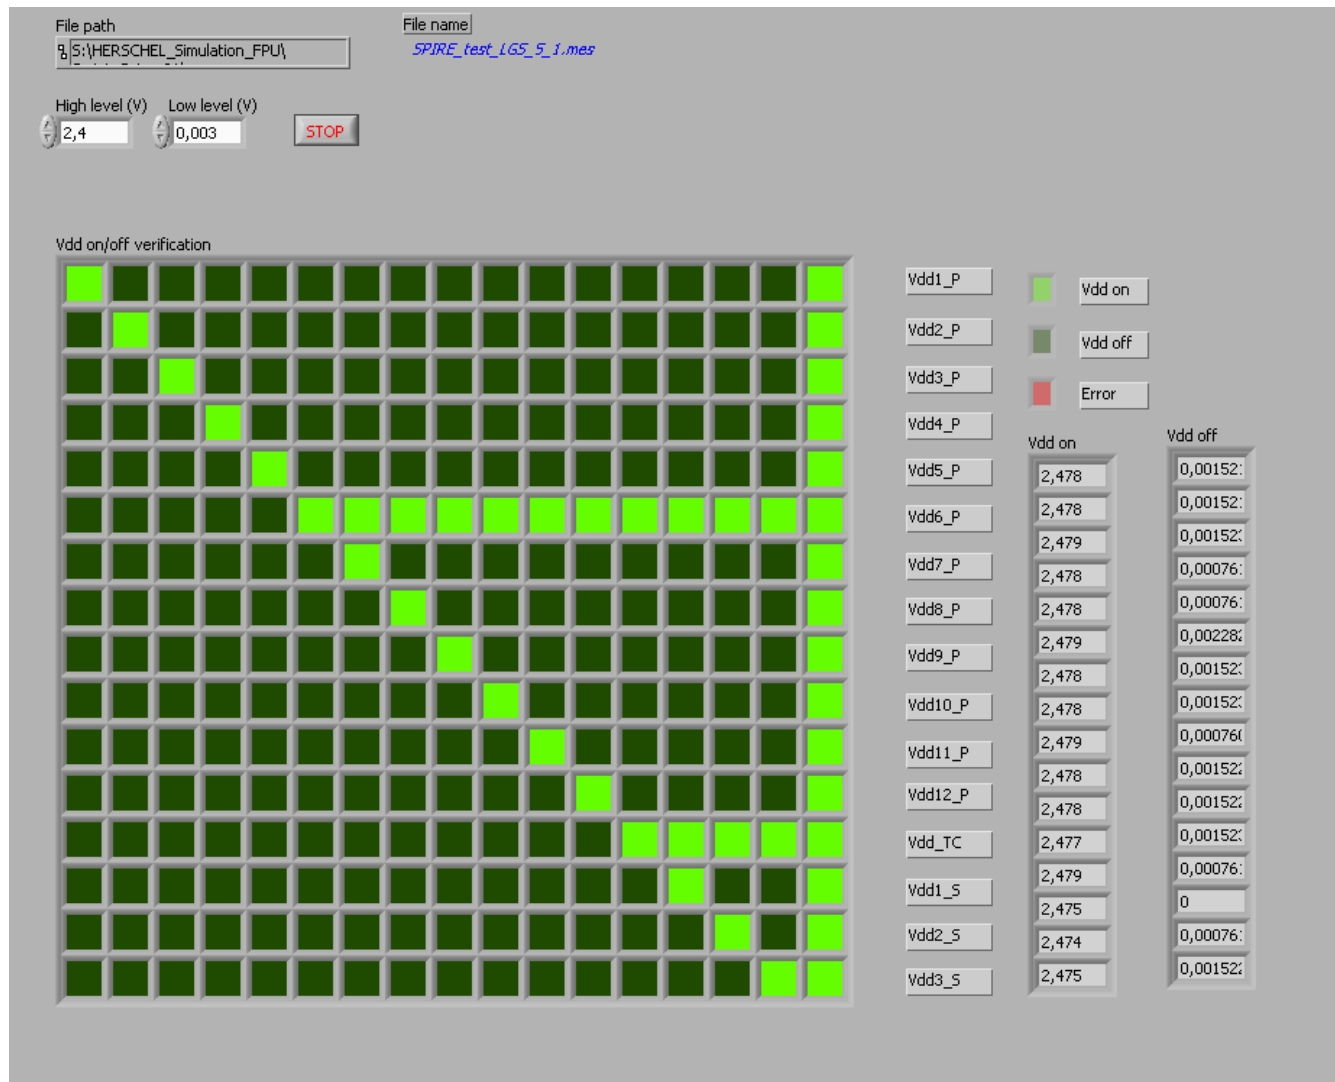 File path
File name
S:\HERSCHEL_Simulation_FPU\
SPIRE_test_LG5_5_1.mes
High level (V)
Low level (V)
2,4
0,003
STOP
Vdd on/off verification
Vdd1_P
Vdd2_P
Vdd3_P
Vdd4_P
Vdd5_P
Vdd6_P
Vdd7_P
Vdd8_P
Vdd9_P
Vdd10_P
Vdd11_P
Vdd12_P
Vdd_TC
Vdd1_S
Vdd2_S
Vdd3_S
Vdd on
Vdd off
Error
Vdd on
2,478
2,478
2,479
2,478
2,478
2,479
2,478
2,478
2,479
2,478
2,478
2,477
2,479
2,475
2,474
2,475
Vdd off
0,00152
0,00152
0,00152
0,00076
0,00076
0,00228
0,00152
0,00152
0,00076
0,00152
0,00152
0,00152
0,00076
0
0,00076
0,00152